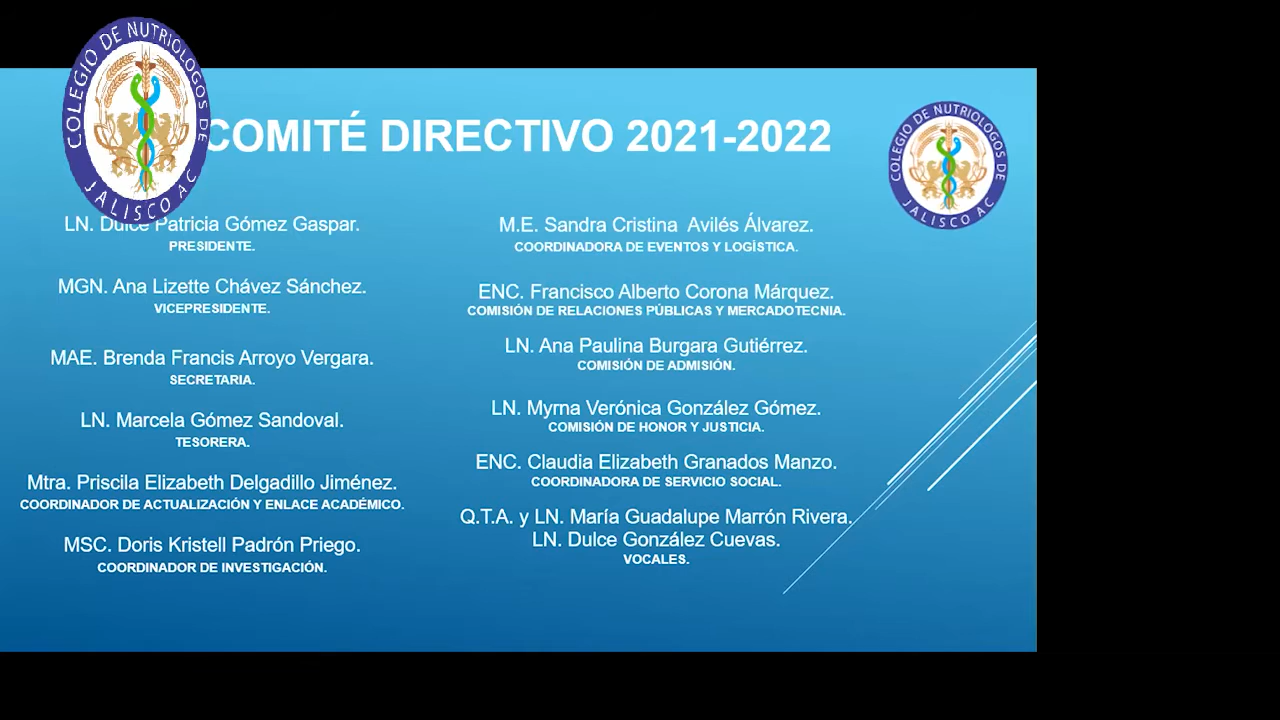 COLEGIO DE NUTRIOLOGOS DE
JALISCO AC
COMITÉ DIRECTIVO 2021-2022
COLEGIO DE NUTRIOLOGOS DE
JALISCO AC
LN. Dulce Patricia Gómez Gaspar.
PRESIDENTE.
MGN. Ana Lizette Chávez Sánchez.
VICEPRESIDENTE.
MAE. Brenda Francis Arroyo Vergara.
SECRETARIA.
LN. Marcela Gómez Sandoval.
TESORERA.
Mtra. Priscila Elizabeth Delgadillo Jiménez.
COORDINADOR DE ACTUALIZACIÓN Y ENLACE ACADÉMICO.
MSC. Doris Kristell Padrón Priego.
COORDINADOR DE INVESTIGACIÓN.
M.E. Sandra Cristina Avilés Álvarez.
COORDINADORA DE EVENTOS Y LOGÍSTICA.
ENC. Francisco Alberto Corona Márquez.
COMISIÓN DE RELACIONES PÚBLICAS Y MERCADOTECNIA.
LN. Ana Paulina Burgara Gutiérrez.
COMISIÓN DE ADMISIÓN.
LN. Myrna Verónica González Gómez.
COMISIÓN DE HONOR Y JUSTICIA.
ENC. Claudia Elizabeth Granados Manzo.
COORDINADORA DE SERVICIO SOCIAL.
Q.T.A. y LN. María Guadalupe Marrón Rivera.
LN. Dulce González Cuevas.
VOCALES.